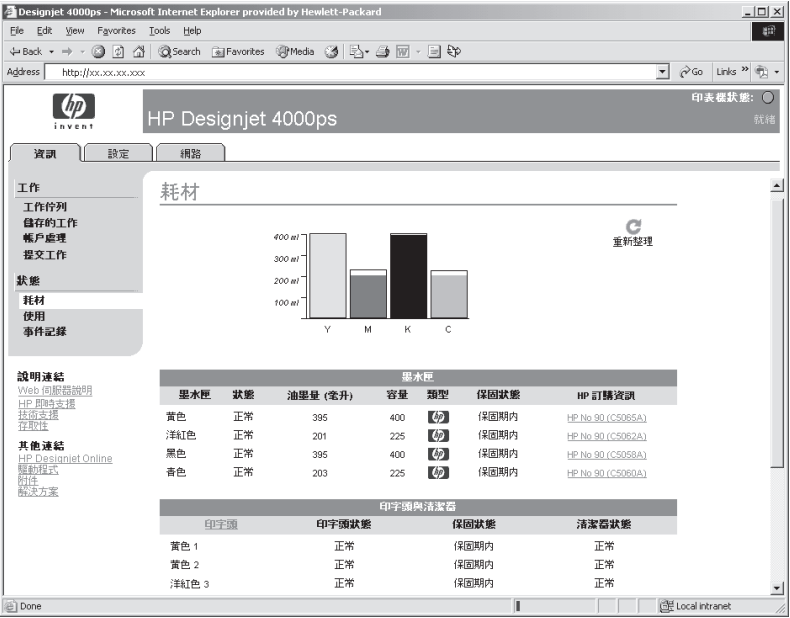 Designjet 4000ps - Microsoft Internet Explorer provided by Hewlett-Packard
File Edit View Favorites Tools Help
Back Search Favorites Media
Address http://xx.xx.xx.xxx Go Links »
hp
invent
HP Designjet 4000ps
印表機狀態:
就緒
資訊 設定 網路
工作
工作佇列
儲存的工作
帳戶處理
提交工作
狀態
耗材
使用
事件記錄
說明連結
Web 伺服器說明
HP 即時支援
技術支援
存取性
其他連結
HP Designjet Online
驅動程式
附件
解決方案
耗材
重新整理
400 ml
300 ml
200 ml
100 ml
Y M K C
墨水匣
墨水匣 狀態 油墨量 (毫升) 容量 類型 保固狀態 HP 訂購資訊
黃色 正常 395 400 hp 保固期內 HP No 90 (C5065A)
洋紅色 正常 201 225 hp 保固期內 HP No 90 (C5062A)
黑色 正常 395 400 hp 保固期內 HP No 90 (C5058A)
青色 正常 203 225 hp 保固期內 HP No 90 (C5060A)
印字頭與清潔器
印字頭 印字頭狀態 保固狀態 清潔器狀態
黃色 1 正常 保固期內 正常
黃色 2 正常 保固期內 正常
洋紅色 3 正常 保固期內 正常
Done Local intranet